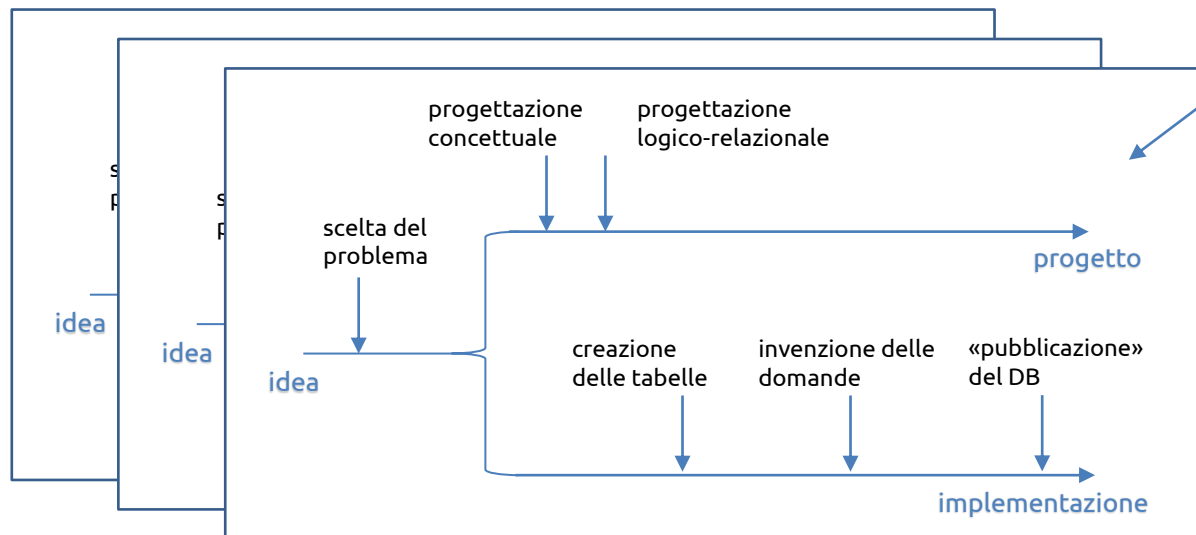 progettazione
concettuale
progettazione
logico-relazionale
s
p
s
p
scelta del
problema
progetto
idea
idea
idea
creazione
delle tabelle
invenzione delle
domande
«pubblicazione»
del DB
implementazione